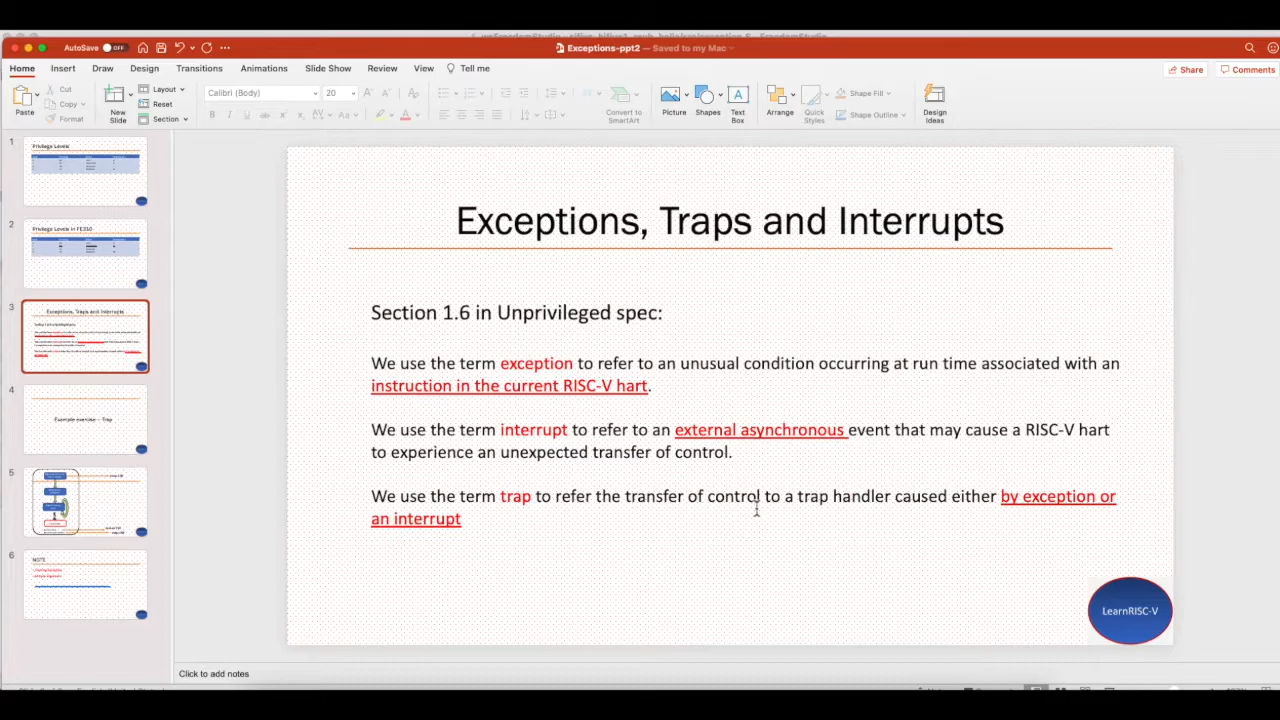 AutoSave OFF
Exceptions-ppt2 — Saved to my Mac
Home Insert Draw Design Transitions Animations Slide Show Review View Tell me
Share Comments
Paste
Cut
Copy
Format
New Slide
Layout
Reset
Section
Calibri (Body) 20
Convert to SmartArt
Picture
Shapes
Text Box
Arrange
Quick Styles
Shape Fill
Shape Outline
Design Ideas
1
Privilege Levels
2
Privilege Levels in FE310
3
Exceptions, Traps and Interrupts
4
Example exercise – Trap
5
6
NOTE
Exceptions, Traps and Interrupts
Section 1.6 in Unprivileged spec:
We use the term exception to refer to an unusual condition occurring at run time associated with an
instruction in the current RISC-V hart.
We use the term interrupt to refer to an external asynchronous event that may cause a RISC-V hart
to experience an unexpected transfer of control.
We use the term trap to refer the transfer of control to a trap handler caused either by exception or
an interrupt
LearnRISC-V
Click to add notes